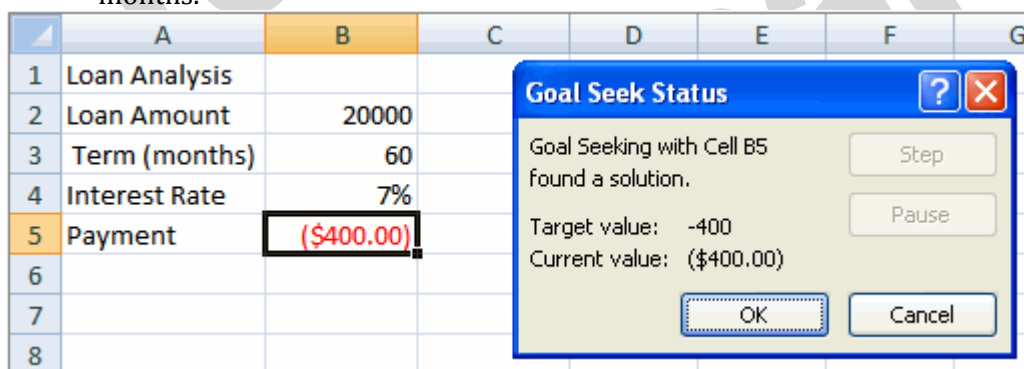 months.
A B C D E F G
1 Loan Analysis
2 Loan Amount 20000
3 Term (months) 60
4 Interest Rate 7%
5 Payment ($400.00)
6
7
8
Goal Seek Status
Goal Seeking with Cell B5
found a solution.
Target value: -400
Current value: ($400.00)
Step
Pause
OK Cancel